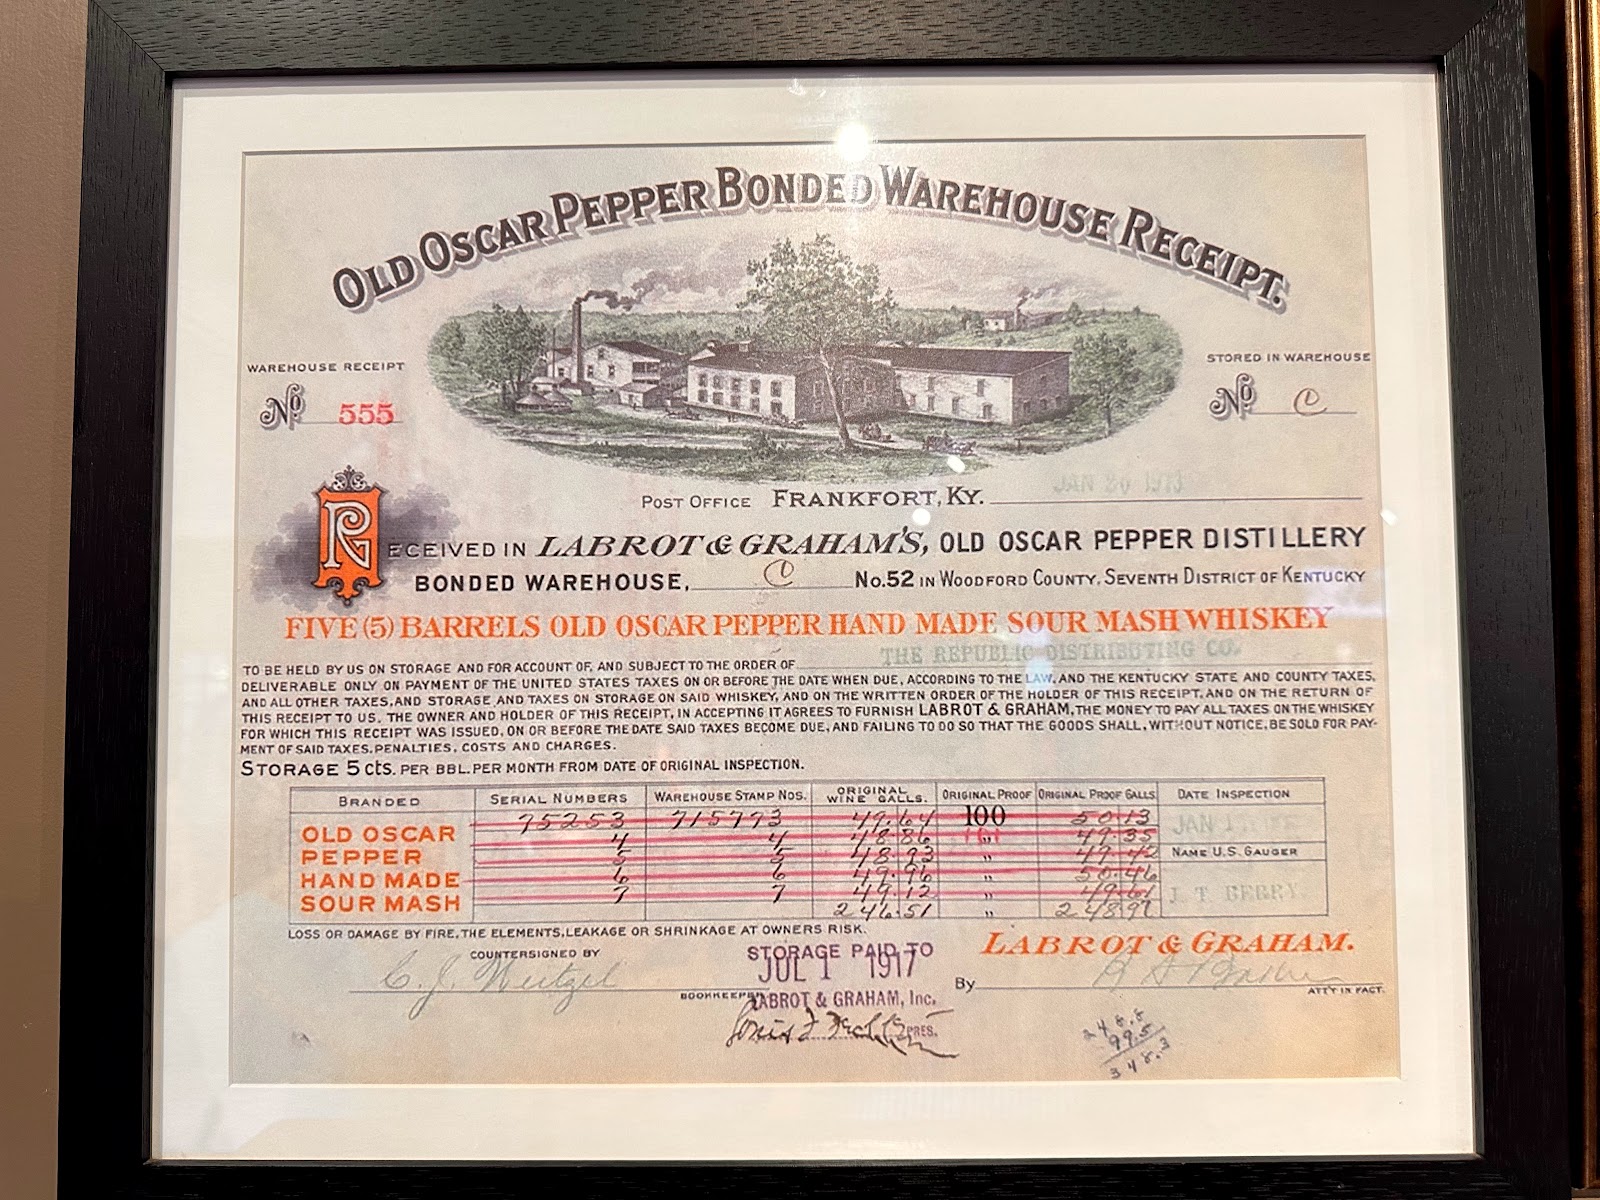 OLD OSCAR PEPPER BONDED WAREHOUSE RECEIPT.
WAREHOUSE RECEIPT
No 555
STORED IN WAREHOUSE
No C
POST OFFICE FRANKFORT, KY. JAN 1913
RECEIVED IN LABROT & GRAHAM'S, OLD OSCAR PEPPER DISTILLERY
BONDED WAREHOUSE, C No. 52 IN WOODFORD COUNTY, SEVENTH DISTRICT OF KENTUCKY
FIVE (5) BARRELS OLD OSCAR PEPPER HAND MADE SOUR MASH WHISKEY
TO BE HELD BY US ON STORAGE AND FOR ACCOUNT OF, AND SUBJECT TO THE ORDER OF THE REPUBLIC DISTRIBUTING CO.
DELIVERABLE ONLY ON PAYMENT OF THE UNITED STATES TAXES ON OR BEFORE THE DATE WHEN DUE, ACCORDING TO THE LAW, AND THE KENTUCKY STATE AND COUNTY TAXES,
AND ALL OTHER TAXES, AND STORAGE AND TAXES ON STORAGE ON SAID WHISKEY, AND ON THE WRITTEN ORDER OF THE HOLDER OF THIS RECEIPT, AND ON THE RETURN OF
THIS RECEIPT TO US. THE OWNER AND HOLDER OF THIS RECEIPT, IN ACCEPTING IT AGREES TO FURNISH LABROT & GRAHAM, THE MONEY TO PAY ALL TAXES ON THE WHISKEY
FOR WHICH THIS RECEIPT WAS ISSUED, ON OR BEFORE THE DATE SAID TAXES BECOME DUE, AND FAILING TO DO SO THAT THE GOODS SHALL, WITHOUT NOTICE, BE SOLD FOR PAY-
MENT OF SAID TAXES, PENALTIES, COSTS AND CHARGES.
STORAGE 5 CTS. PER BBL. PER MONTH FROM DATE OF ORIGINAL INSPECTION.
BRANDED SERIAL NUMBERS WAREHOUSE STAMP NOS. ORIGINAL WINE GALLS. ORIGINAL PROOF ORIGINAL PROOF GALLS. DATE INSPECTION
75253 715773 49.64 100 50.13 JAN
OLD OSCAR 4 4 48.86 " 49.35
PEPPER 5 5 48.93 " 49.42 NAME U.S. GAUGER
HAND MADE 6 6 49.96 " 50.46
SOUR MASH 7 7 49.12 " 49.61 J. T. BERRY
246.51 " 248.97
LOSS OR DAMAGE BY FIRE, THE ELEMENTS, LEAKAGE OR SHRINKAGE AT OWNERS RISK.
LABROT & GRAHAM.
COUNTERSIGNED BY
C. J. Weitzel
BOOKKEEPER
STORAGE PAID TO
JUL 1 1917
LABROT & GRAHAM, Inc.
PRES.
By
ATT'Y IN FACT.
248.8
99.5
348.3